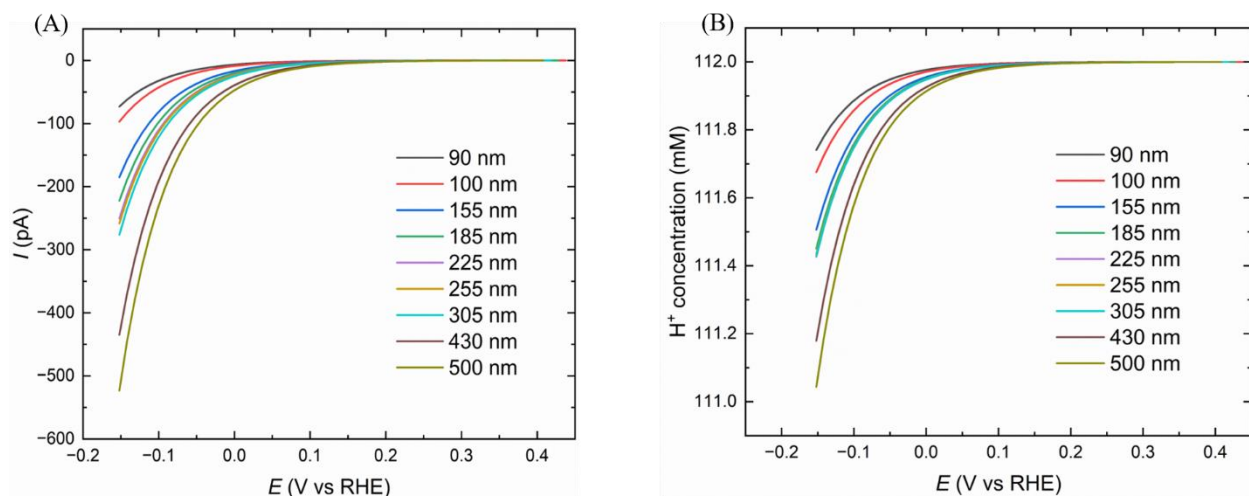 (A)
0
−100
−200
−300
−400
−500
−600
I (pA)
90 nm
100 nm
155 nm
185 nm
225 nm
255 nm
305 nm
430 nm
500 nm
−0.2 −0.1 0.0 0.1 0.2 0.3 0.4
E (V vs RHE)
(B)
112.0
111.8
111.6
111.4
111.2
111.0
H⁺ concentration (mM)
90 nm
100 nm
155 nm
185 nm
225 nm
255 nm
305 nm
430 nm
500 nm
−0.2 −0.1 0.0 0.1 0.2 0.3 0.4
E (V vs RHE)